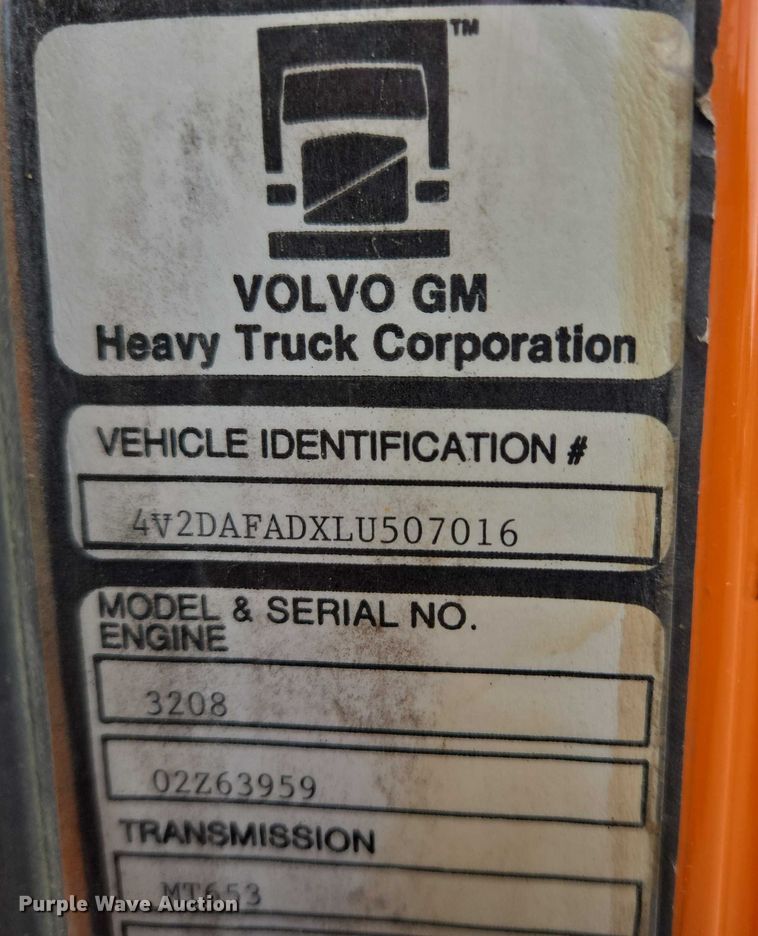 TM
VOLVO GM
Heavy Truck Corporation
VEHICLE IDENTIFICATION #
4V2DAFADXLU507016
MODEL & SERIAL NO.
ENGINE
3208
02Z63959
TRANSMISSION
MT653
Purple Wave Auction